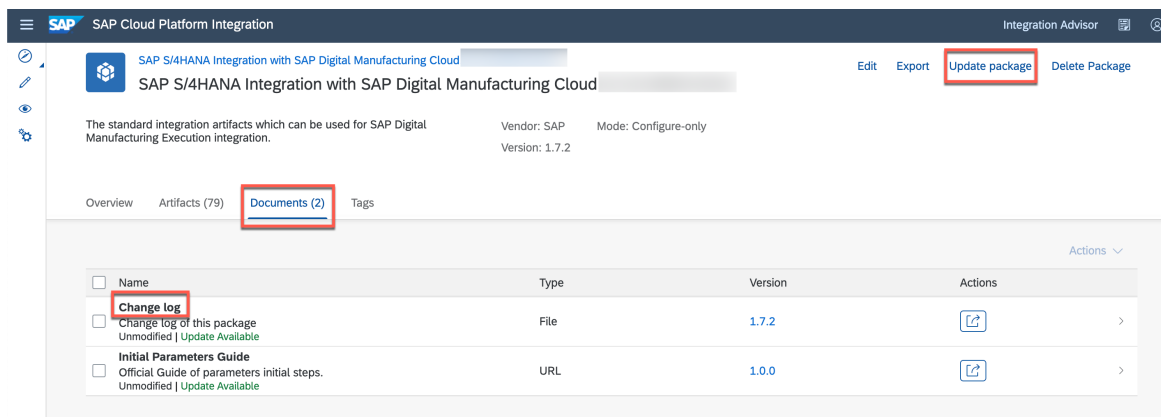 SAP SAP Cloud Platform Integration Integration Advisor
SAP S/4HANA Integration with SAP Digital Manufacturing Cloud
SAP S/4HANA Integration with SAP Digital Manufacturing Cloud
Edit Export Update package Delete Package
The standard integration artifacts which can be used for SAP Digital
Manufacturing Execution integration.
Vendor: SAP Mode: Configure-only
Version: 1.7.2
Overview Artifacts (79) Documents (2) Tags
Actions
Name Type Version Actions
Change log
Change log of this package
Unmodified | Update Available
File 1.7.2
Initial Parameters Guide
Official Guide of parameters initial steps.
Unmodified | Update Available
URL 1.0.0